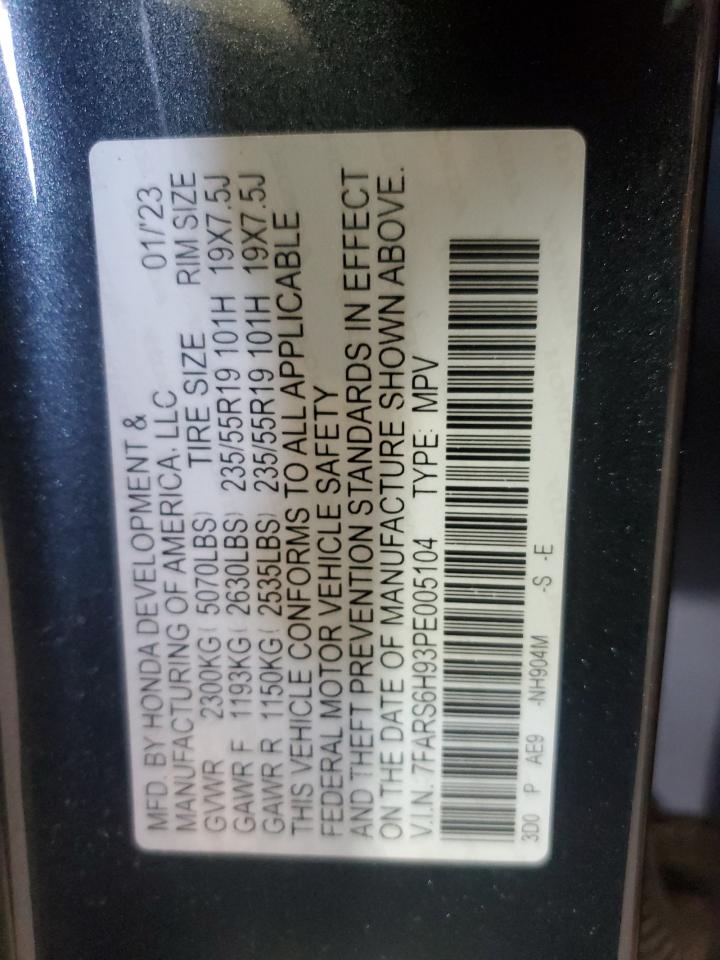 MFD. BY HONDA DEVELOPMENT & 01/'23
MANUFACTURING OF AMERICA, LLC TIRE SIZE RIM SIZE
GVWR 2300KG( 5070LBS)
GAWR F 1193KG( 2630LBS) 235/55R19 101H 19X7.5J
GAWR R 1150KG( 2535LBS) 235/55R19 101H 19X7.5J
THIS VEHICLE CONFORMS TO ALL APPLICABLE
FEDERAL MOTOR VEHICLE SAFETY
AND THEFT PREVENTION STANDARDS IN EFFECT
ON THE DATE OF MANUFACTURE SHOWN ABOVE.
V.I.N. 7FARS6H93PE005104 TYPE: MPV
3D0 P AE9 -NH904M -S -E